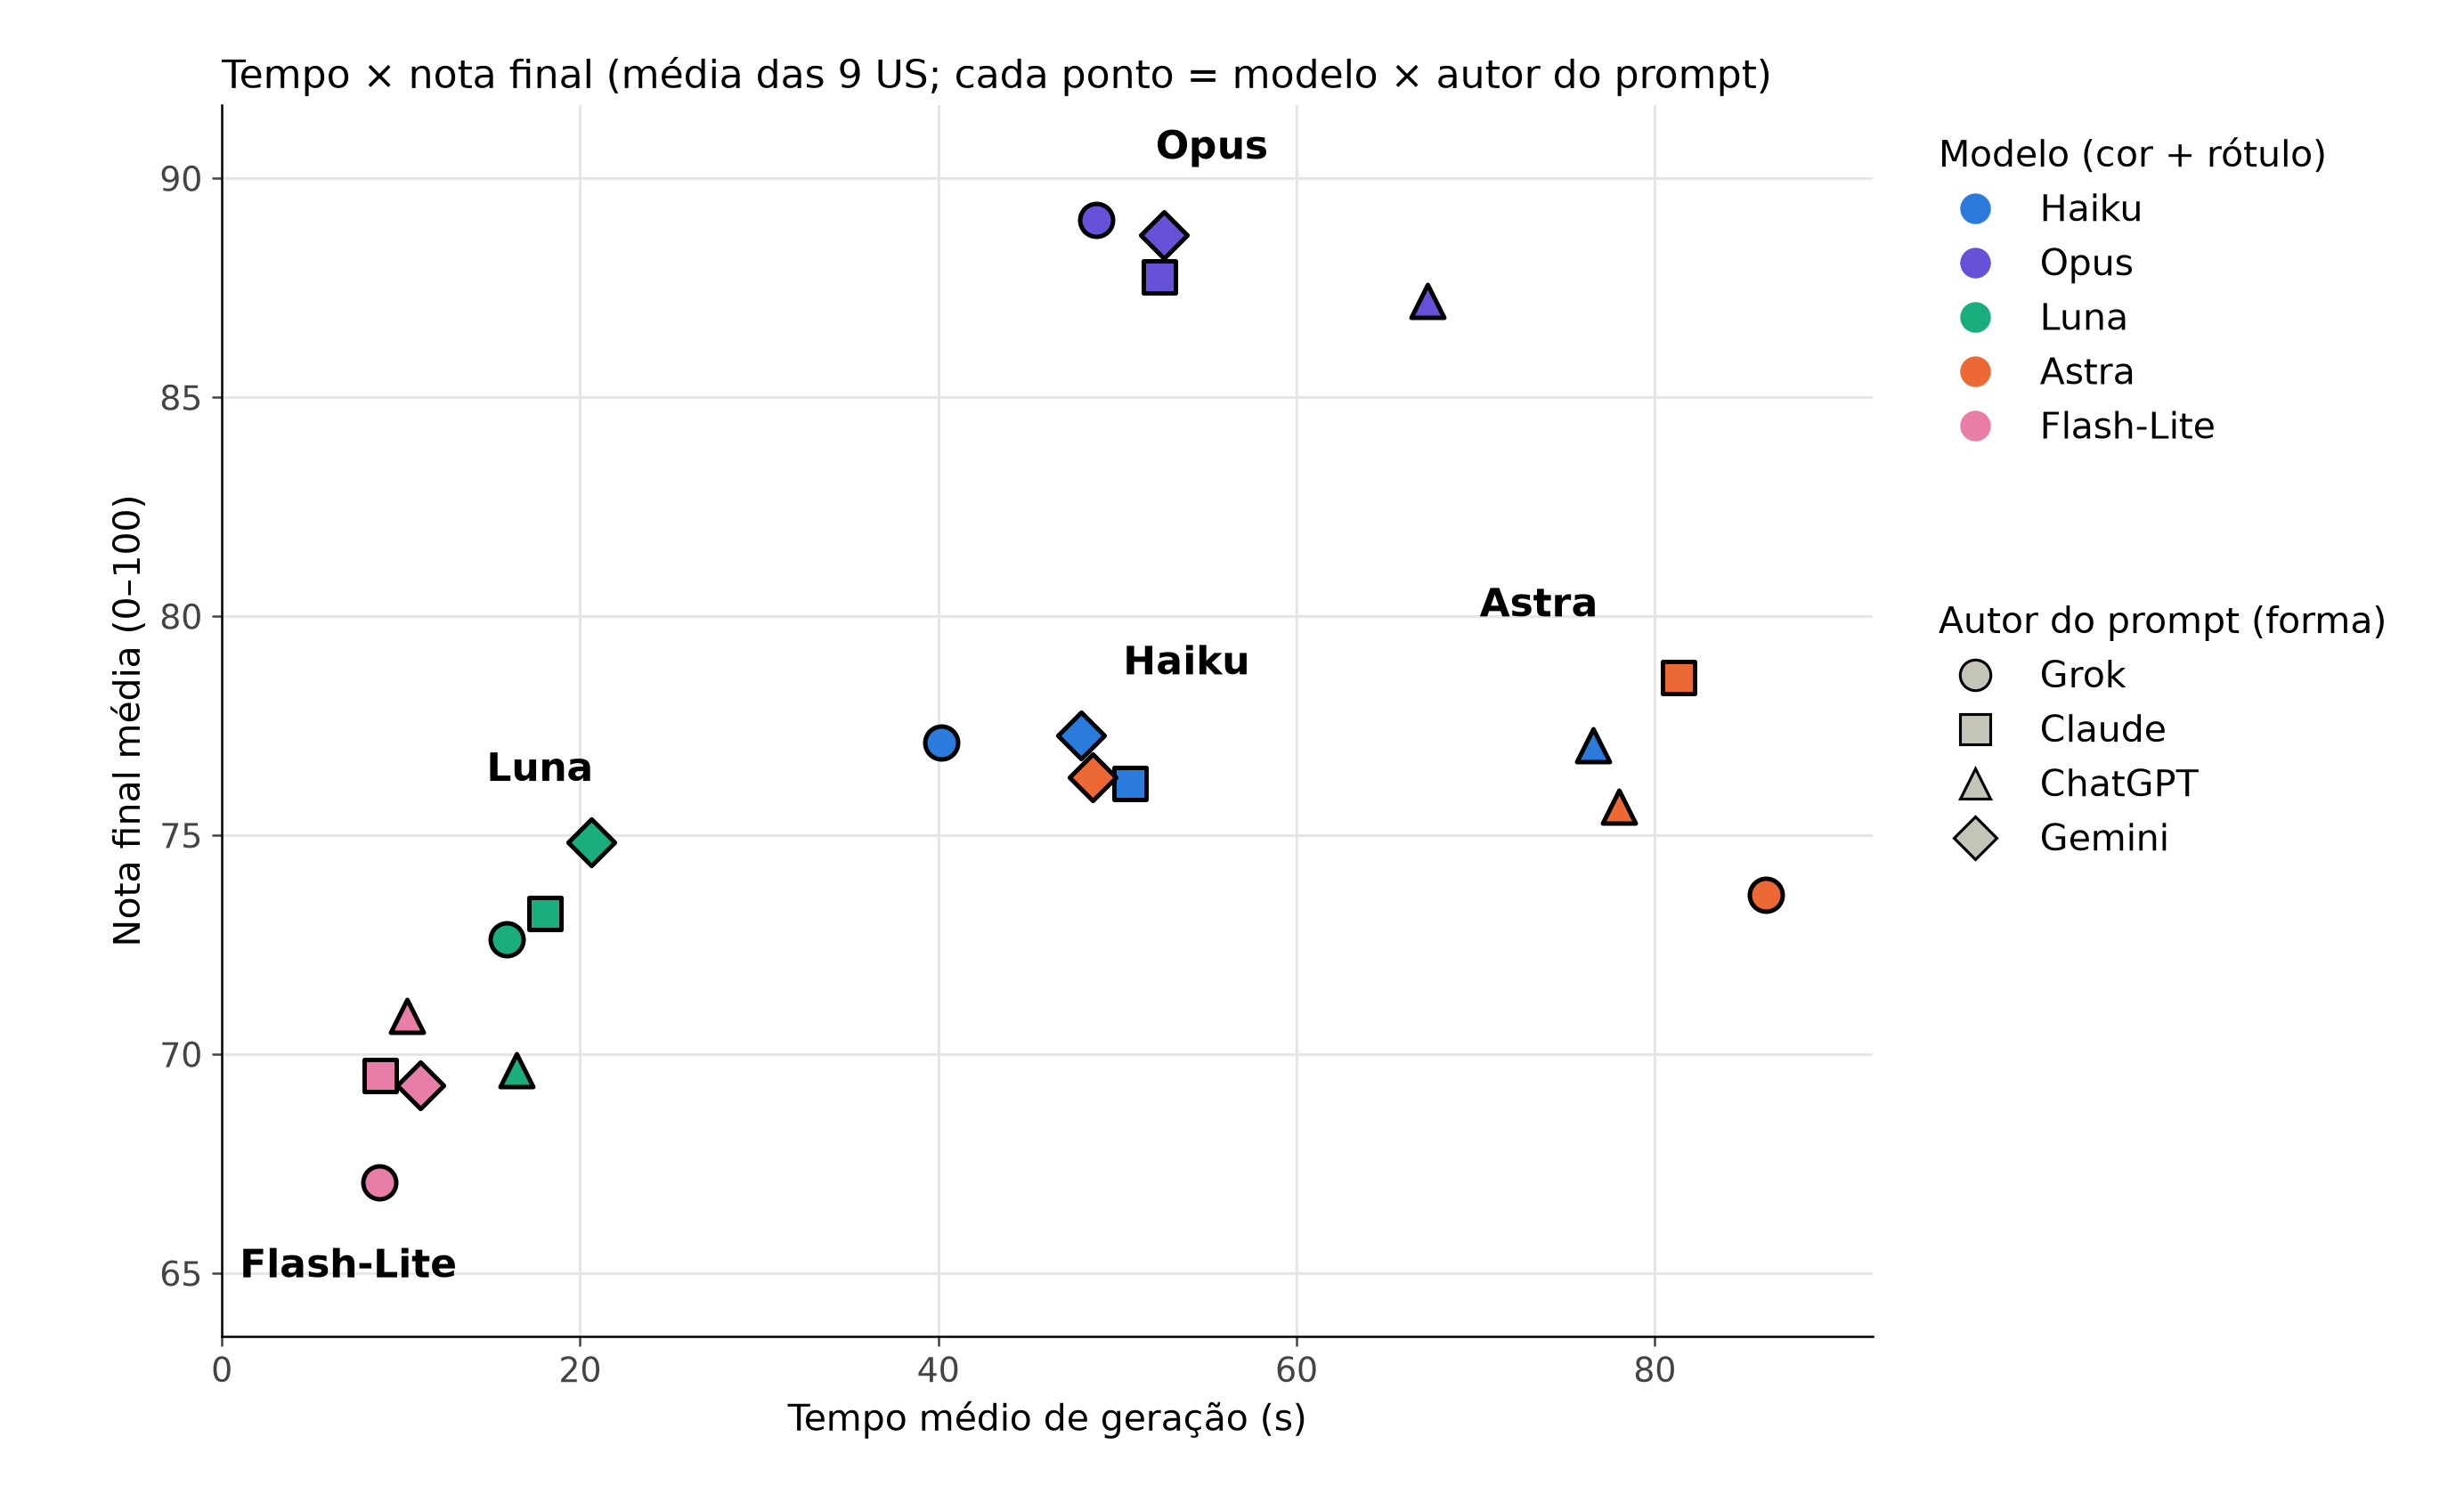 Tempo × nota final (média das 9 US; cada ponto = modelo × autor do prompt)
Nota final média (0–100)
90
85
80
75
70
65
Opus
Astra
Haiku
Luna
Flash-Lite
0
20
40
60
80
Tempo médio de geração (s)
Modelo (cor + rótulo)
Haiku
Opus
Luna
Astra
Flash-Lite
Autor do prompt (forma)
Grok
Claude
ChatGPT
Gemini